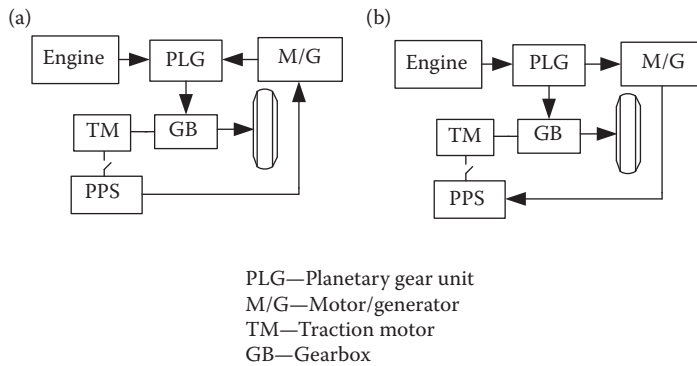 (a)
Engine
PLG
M/G
TM
GB
PPS
(b)
Engine
PLG
M/G
TM
GB
PPS
PLG—Planetary gear unit
M/G—Motor/generator
TM—Traction motor
GB—Gearbox